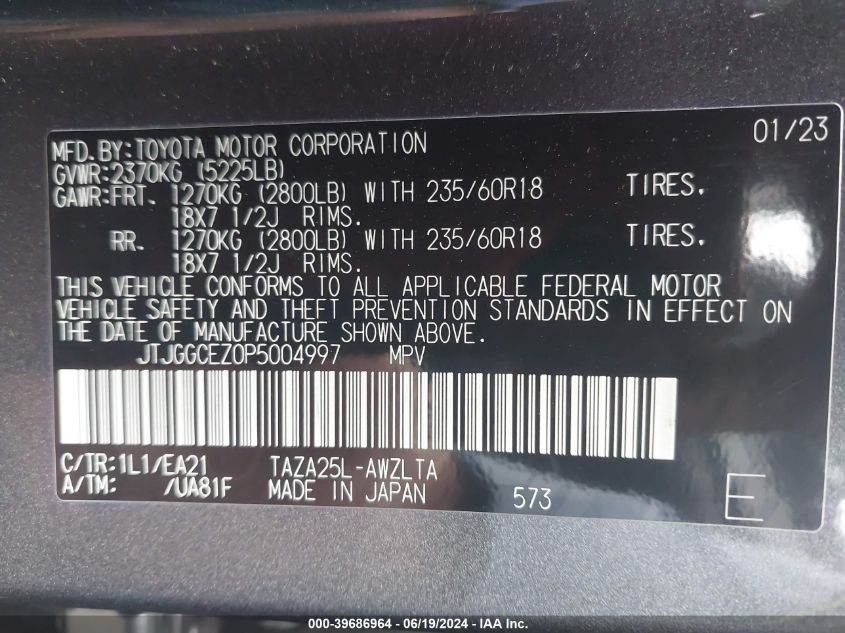 01/23
MFD. BY: TOYOTA MOTOR CORPORATION
GVWR: 2370KG (5225LB)
GAWR: FRT. 1270KG (2800LB) WITH 235/60R18 TIRES,
18X7 1/2J RIMS.
RR. 1270KG (2800LB) WITH 235/60R18 TIRES,
18X7 1/2J RIMS.
THIS VEHICLE CONFORMS TO ALL APPLICABLE FEDERAL MOTOR
VEHICLE SAFETY AND THEFT PREVENTION STANDARDS IN EFFECT ON
THE DATE OF MANUFACTURE SHOWN ABOVE.
JTJGGCEZ0P5004997 MPV
C/TR: 1L1/EA21 TAZA25L-AWZLTA
A/TM: /UA81F MADE IN JAPAN 573 E
000-39686964 - 06/19/2024 - IAA Inc.